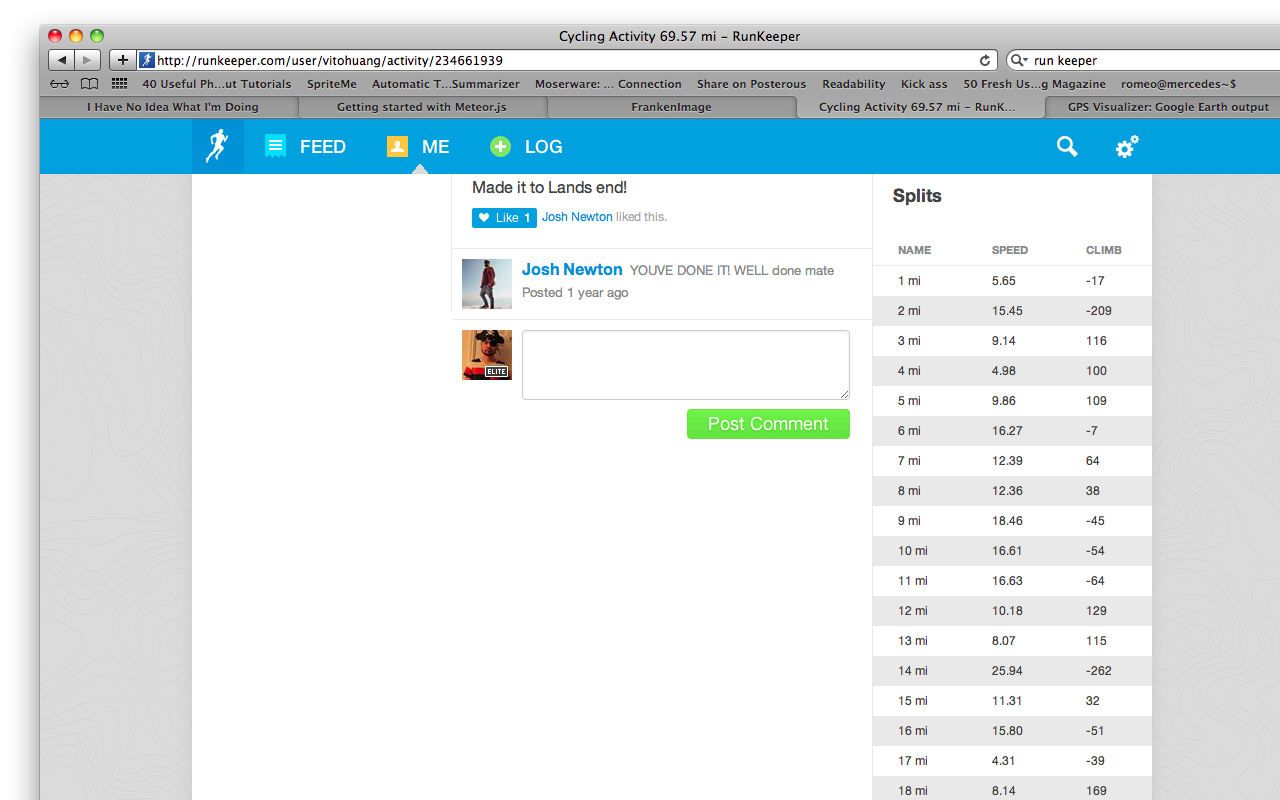 Cycling Activity 69.57 mi – RunKeeper
http://runkeeper.com/user/vitohuang/activity/234661939
run keeper
40 Useful Ph...ut Tutorials SpriteMe Automatic T...Summarizer Moserware: ... Connection Share on Posterous Readability Kick ass 50 Fresh Us...g Magazine romeo@mercedes~$
I Have No Idea What I'm Doing Getting started with Meteor.js FrankenImage Cycling Activity 69.57 mi – RunK... GPS Visualizer: Google Earth output
FEED ME LOG
Made it to Lands end!
Like 1 Josh Newton liked this.
Josh Newton YOUVE DONE IT! WELL done mate
Posted 1 year ago
ELITE
Post Comment
Splits
NAME SPEED CLIMB
1 mi 5.65 -17
2 mi 15.45 -209
3 mi 9.14 116
4 mi 4.98 100
5 mi 9.86 109
6 mi 16.27 -7
7 mi 12.39 64
8 mi 12.36 38
9 mi 18.46 -45
10 mi 16.61 -54
11 mi 16.63 -64
12 mi 10.18 129
13 mi 8.07 115
14 mi 25.94 -262
15 mi 11.31 32
16 mi 15.80 -51
17 mi 4.31 -39
18 mi 8.14 169